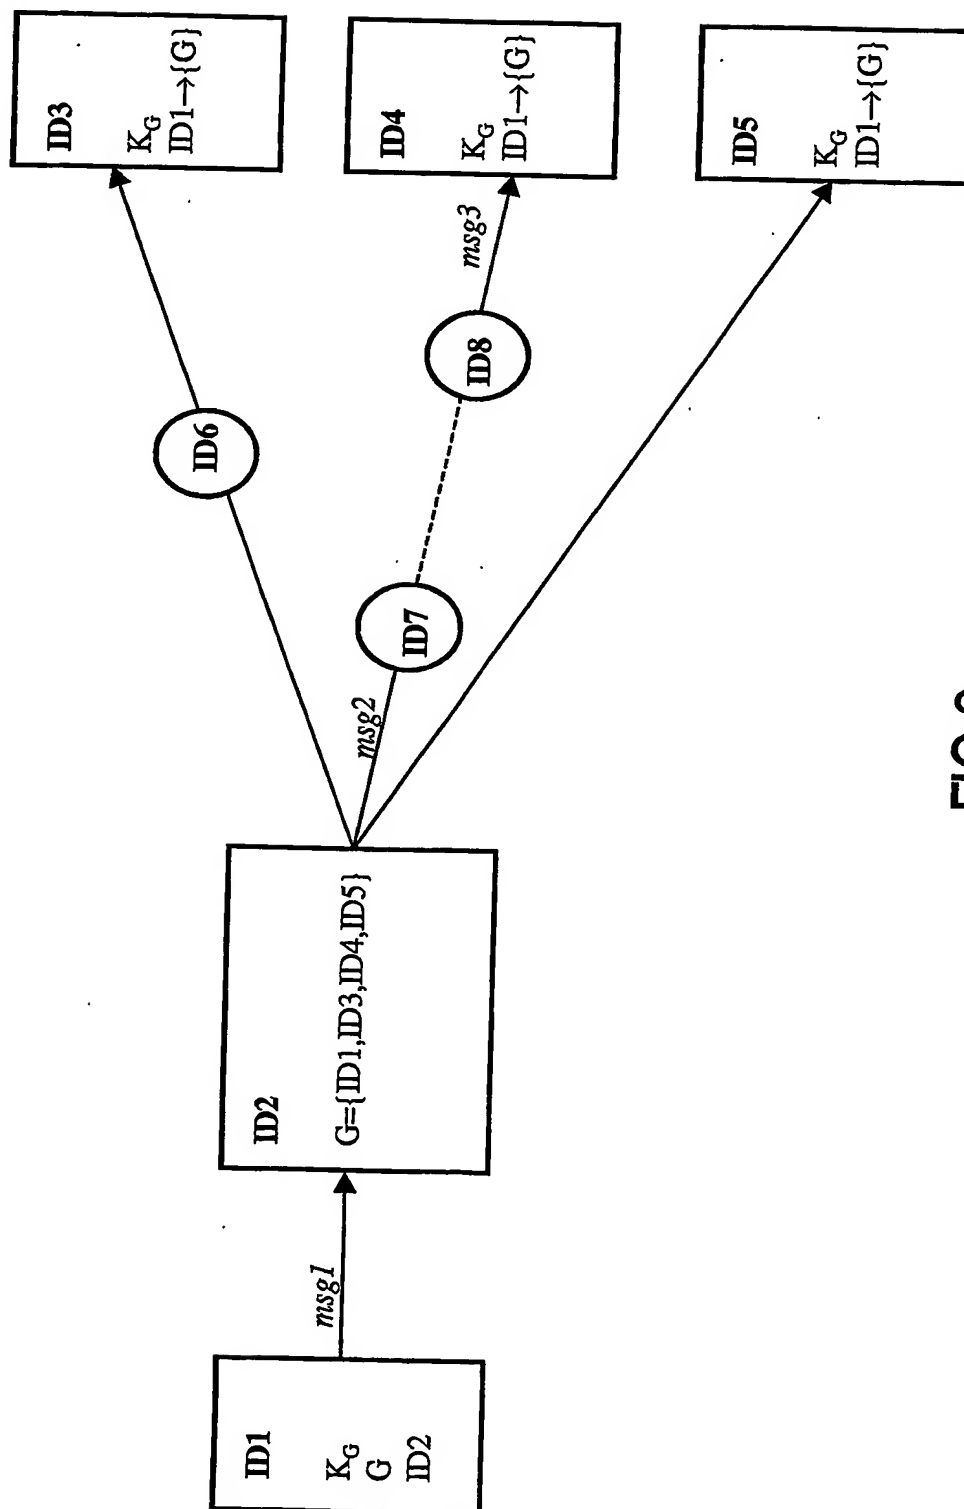 ID1
K_G
G
ID2
msg1
ID2
G={ID1,ID3,ID4,ID5}
msg2
ID6
ID7
ID8
msg3
ID3
K_G
ID1→{G}
ID4
K_G
ID1→{G}
ID5
K_G
ID1→{G}
FIG